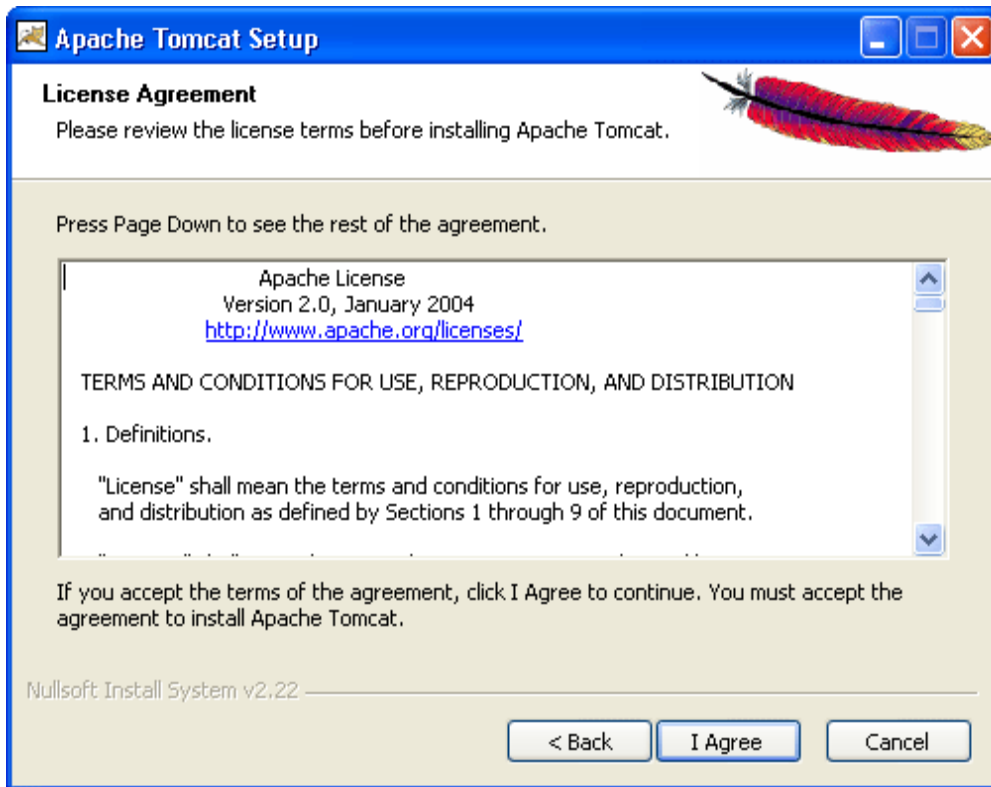 Apache Tomcat Setup
License Agreement
Please review the license terms before installing Apache Tomcat.
Press Page Down to see the rest of the agreement.
Apache License
Version 2.0, January 2004
http://www.apache.org/licenses/
TERMS AND CONDITIONS FOR USE, REPRODUCTION, AND DISTRIBUTION
1. Definitions.
"License" shall mean the terms and conditions for use, reproduction,
and distribution as defined by Sections 1 through 9 of this document.
If you accept the terms of the agreement, click I Agree to continue. You must accept the
agreement to install Apache Tomcat.
Nullsoft Install System v2.22
< Back
I Agree
Cancel